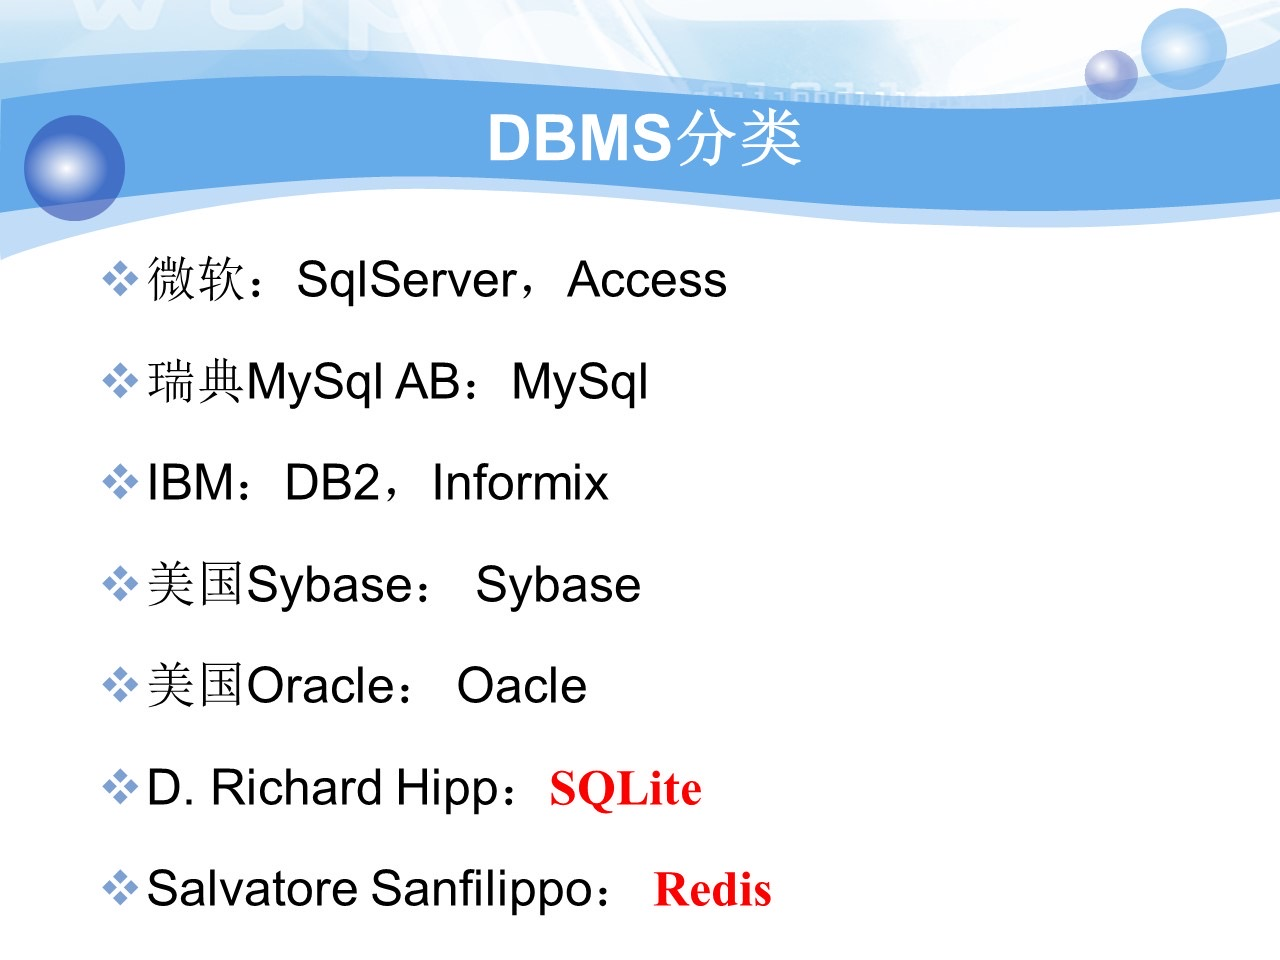 DBMS分类
微软：SqlServer，Access
瑞典MySql AB：MySql
IBM：DB2，Informix
美国Sybase： Sybase
美国Oracle： Oacle
D. Richard Hipp：SQLite
Salvatore Sanfilippo： Redis